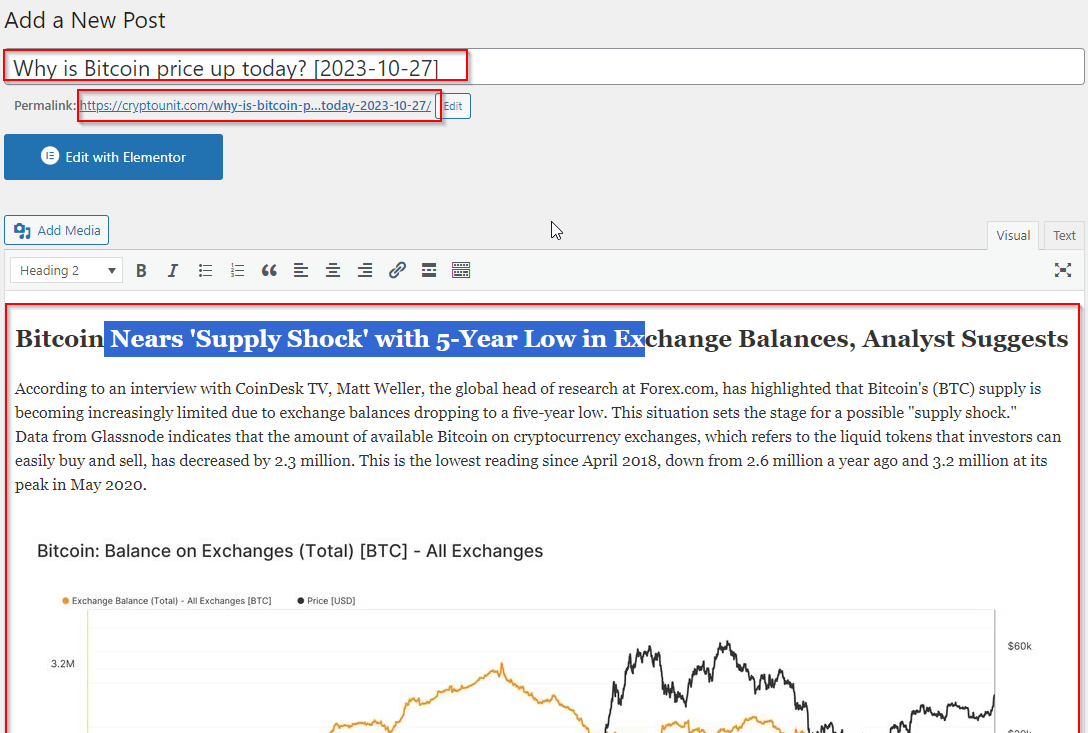 Add a New Post
Why is Bitcoin price up today? [2023-10-27]
Permalink: https://cryptounit.com/why-is-bitcoin-p...today-2023-10-27/ Edit
Edit with Elementor
Add Media
Visual Text
Heading 2
Bitcoin Nears 'Supply Shock' with 5-Year Low in Exchange Balances, Analyst Suggests
According to an interview with CoinDesk TV, Matt Weller, the global head of research at Forex.com, has highlighted that Bitcoin's (BTC) supply is
becoming increasingly limited due to exchange balances dropping to a five-year low. This situation sets the stage for a possible "supply shock."
Data from Glassnode indicates that the amount of available Bitcoin on cryptocurrency exchanges, which refers to the liquid tokens that investors can
easily buy and sell, has decreased by 2.3 million. This is the lowest reading since April 2018, down from 2.6 million a year ago and 3.2 million at its
peak in May 2020.
Bitcoin: Balance on Exchanges (Total) [BTC] - All Exchanges
Exchange Balance (Total) - All Exchanges [BTC] Price [USD]
3.2M
$60k